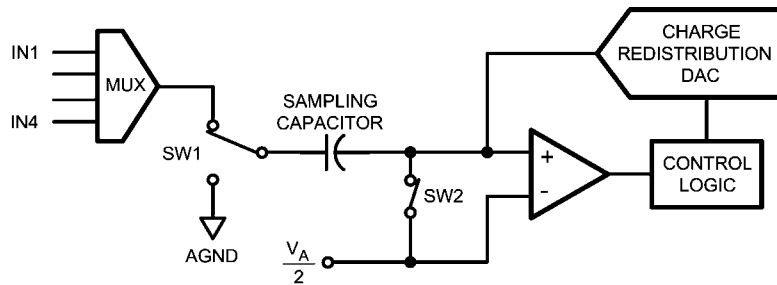 IN1
IN4
MUX
SW1
AGND
SAMPLING
CAPACITOR
SW2
V_A
2
+
-
CHARGE
REDISTRIBUTION
DAC
CONTROL
LOGIC